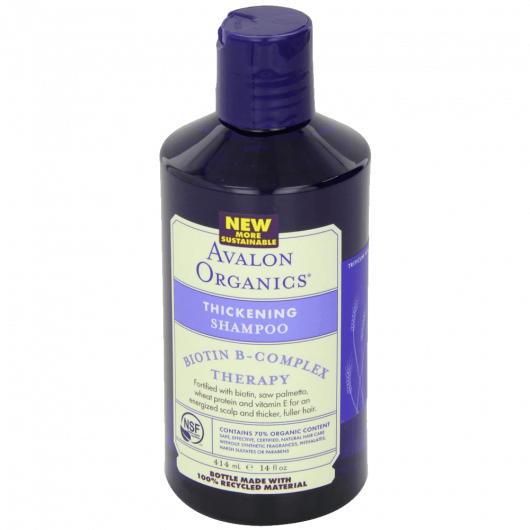 NEW
MORE
SUSTAINABLE
AVALON
ORGANICS®
THICKENING
SHAMPOO
BIOTIN B-COMPLEX
THERAPY
Fortified with biotin, saw palmetto,
wheat protein and vitamin E for an
energized scalp and thicker, fuller hair.
NSF
CONTAINS 70% ORGANIC CONTENT
SAFE, EFFECTIVE, CERTIFIED, NATURAL HAIR CARE
WITHOUT SYNTHETIC FRAGRANCES, PHTHALATES,
HARSH SULFATES OR PARABENS
414 mL ℮ 14 fl oz
BOTTLE MADE WITH
100% RECYCLED MATERIAL